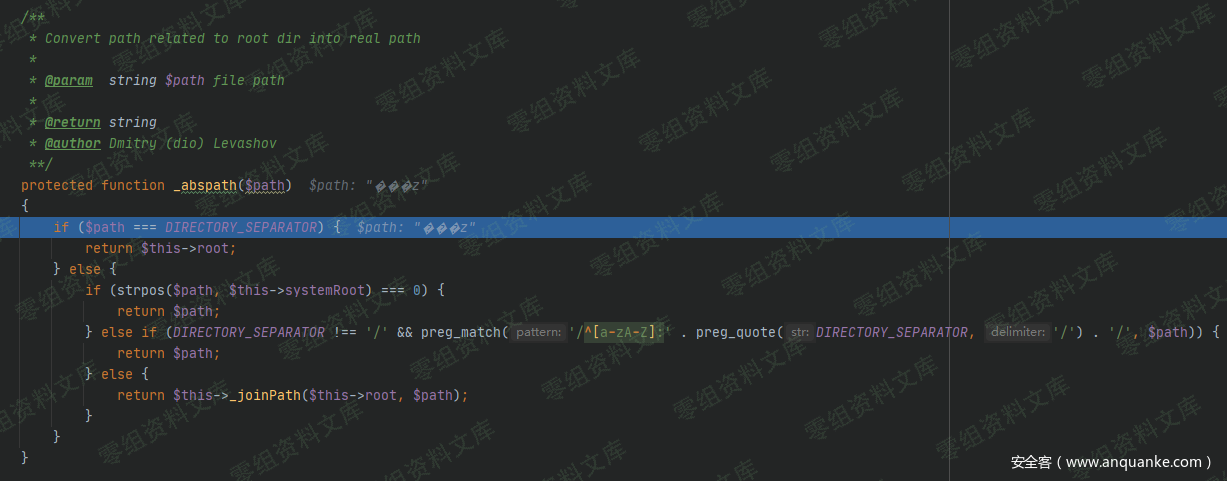 /**
 * Convert path related to root dir into real path
 *
 * @param  string $path file path
 *
 * @return string
 * @author Dmitry (dio) Levashov
 **/
protected function _abspath($path)  $path: "���z"
{
    if ($path === DIRECTORY_SEPARATOR) {  $path: "���z"
        return $this->root;
    } else {
        if (strpos($path, $this->systemRoot) === 0) {
            return $path;
        } else if (DIRECTORY_SEPARATOR !== '/' && preg_match( pattern: '/^[a-zA-Z]:' . preg_quote( str: DIRECTORY_SEPARATOR, delimiter: '/') . '/', $path)) {
            return $path;
        } else {
            return $this->_joinPath($this->root, $path);
        }
    }
}
零组资料文库
安全客（www.anquanke.com）